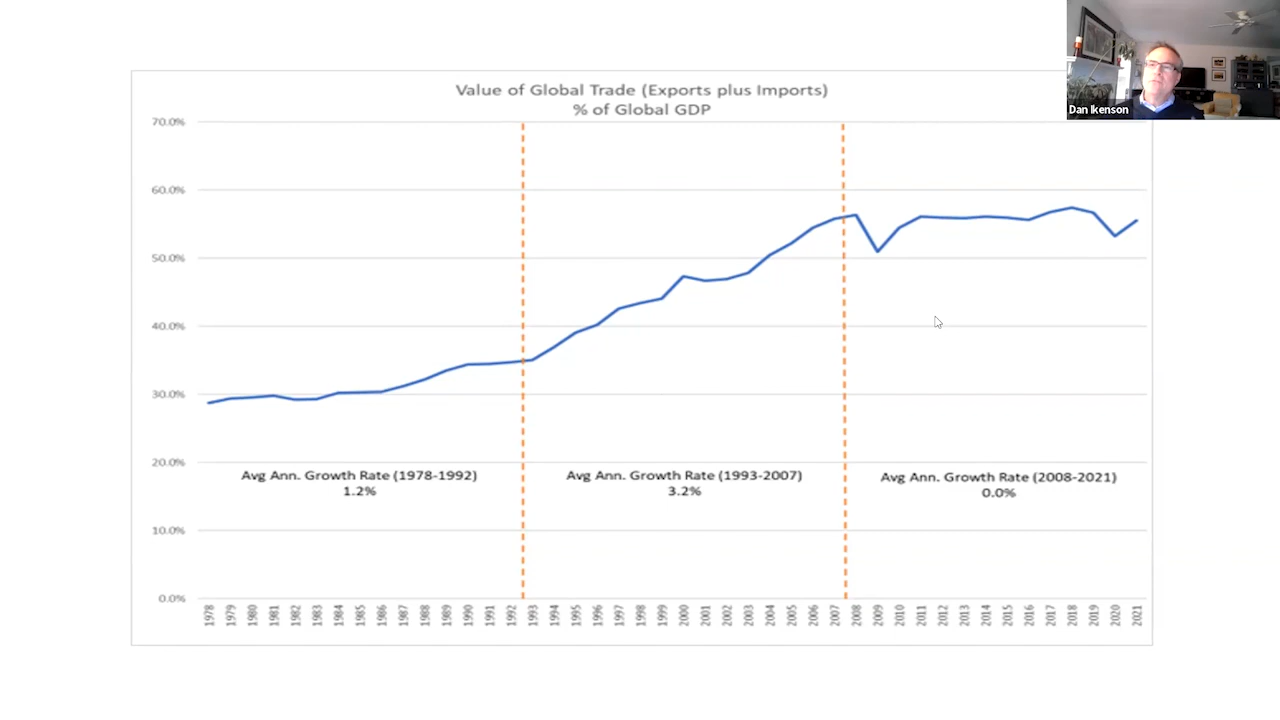 Value of Global Trade (Exports plus Imports)
% of Global GDP
Dan Ikenson
70.0%
60.0%
50.0%
40.0%
30.0%
20.0%
10.0%
0.0%
Avg Ann. Growth Rate (1978-1992)
1.2%
Avg Ann. Growth Rate (1993-2007)
3.2%
Avg Ann. Growth Rate (2008-2021)
0.0%
1978 1979 1980 1981 1982 1983 1984 1985 1986 1987 1988 1989 1990 1991 1992 1993 1994 1995 1996 1997 1998 1999 2000 2001 2002 2003 2004 2005 2006 2007 2008 2009 2010 2011 2012 2013 2014 2015 2016 2017 2018 2019 2020 2021